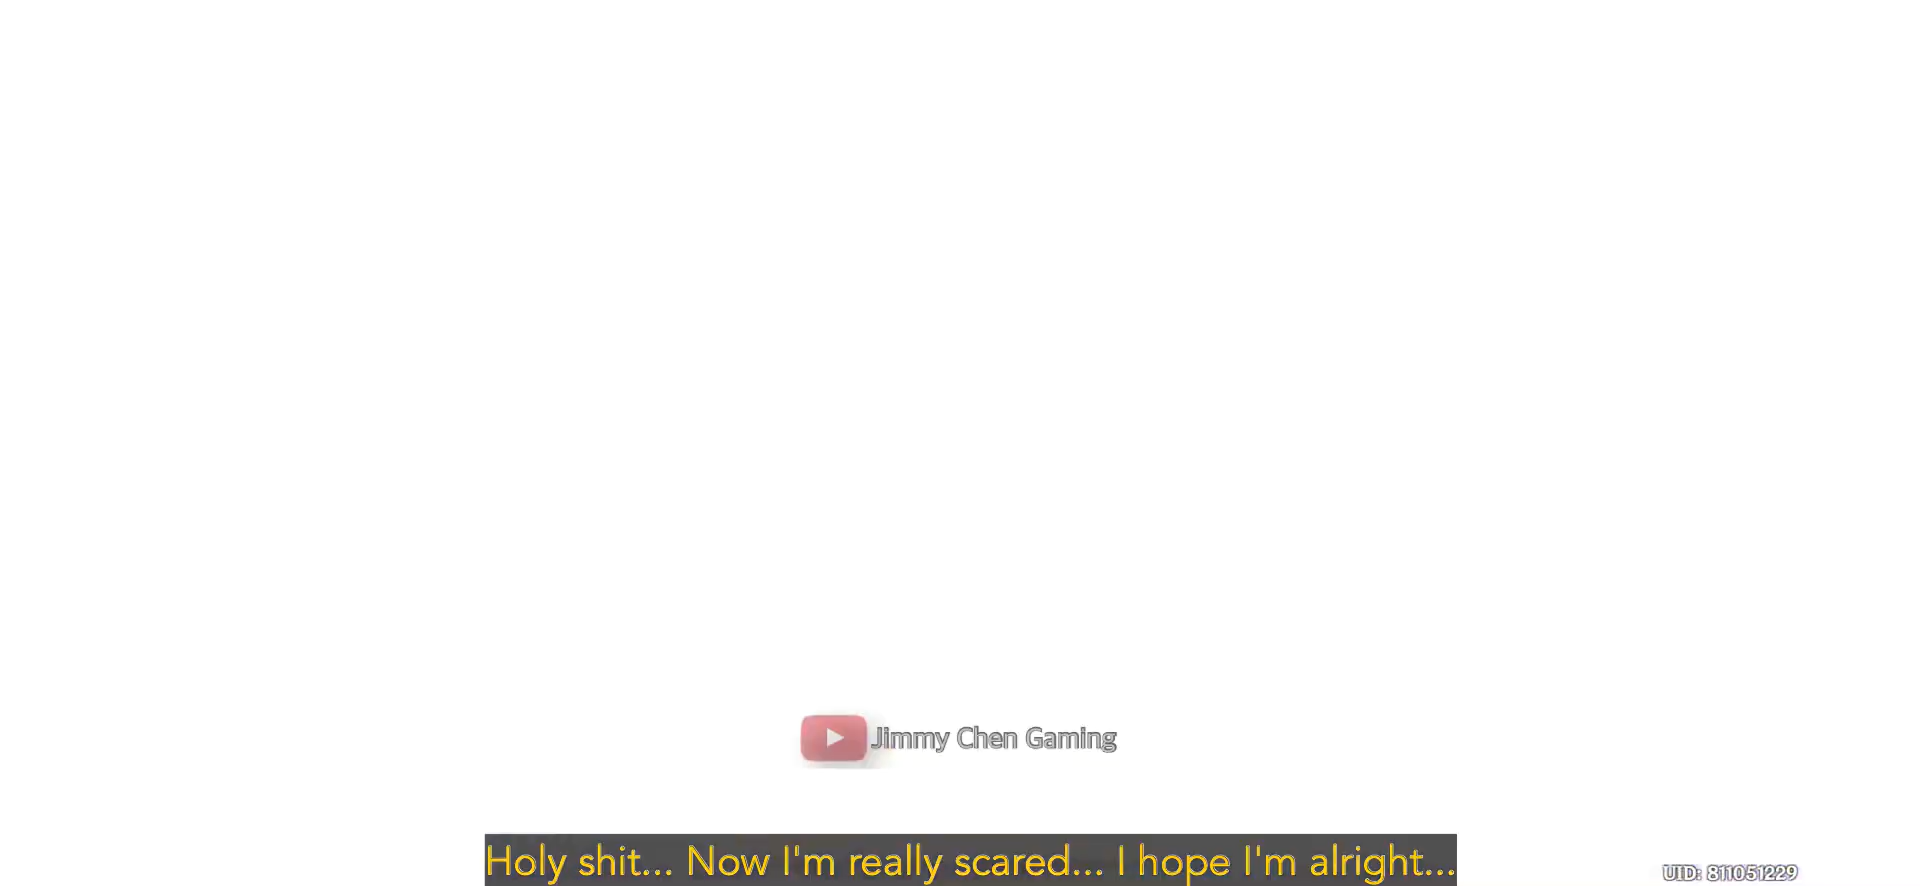 Jimmy Chen Gaming
Holy shit... Now I'm really scared... I hope I'm alright...
UID: 811051229